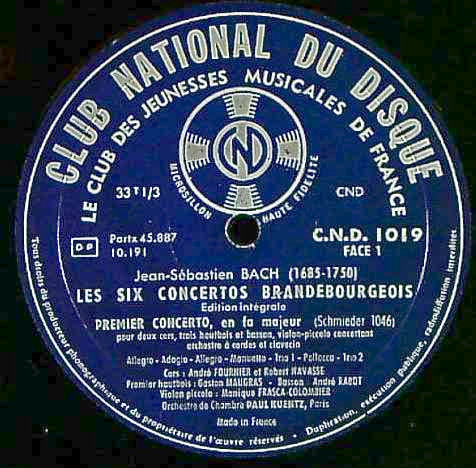 CLUB NATIONAL DU DISQUE
LE CLUB DES JEUNESSES MUSICALES DE FRANCE
CND
MICROSILLON
HAUTE FIDELITE
33 T 1/3
CND
DP
Partx 45.887
10.191
C.N.D. 1019
FACE 1
Jean-Sébastien BACH (1685-1750)
LES SIX CONCERTOS BRANDEBOURGEOIS
Edition intégrale
PREMIER CONCERTO, en fa majeur (Schmieder 1046)
pour deux cors, trois hautbois et basson, violon-piccolo concertant
orchestre à cordes et clavecin
Allegro - Adagio - Allegro - Manuetto - Trio 1 - Pollacca - Trio 2
Cors : André FOURNIER et Robert NAVASSE
Premier hautbois : Gaston MAUGRAS - Basson : André RABOT
Violon piccolo : Monique FRASCA-COLOMBIER
Orchestre de Chambre PAUL KUENTZ, Paris
Made in France
Tous droits du producteur phonographique et du propriétaire de l'œuvre réservés • Duplication, exécution publique, radiodiffusion interdites